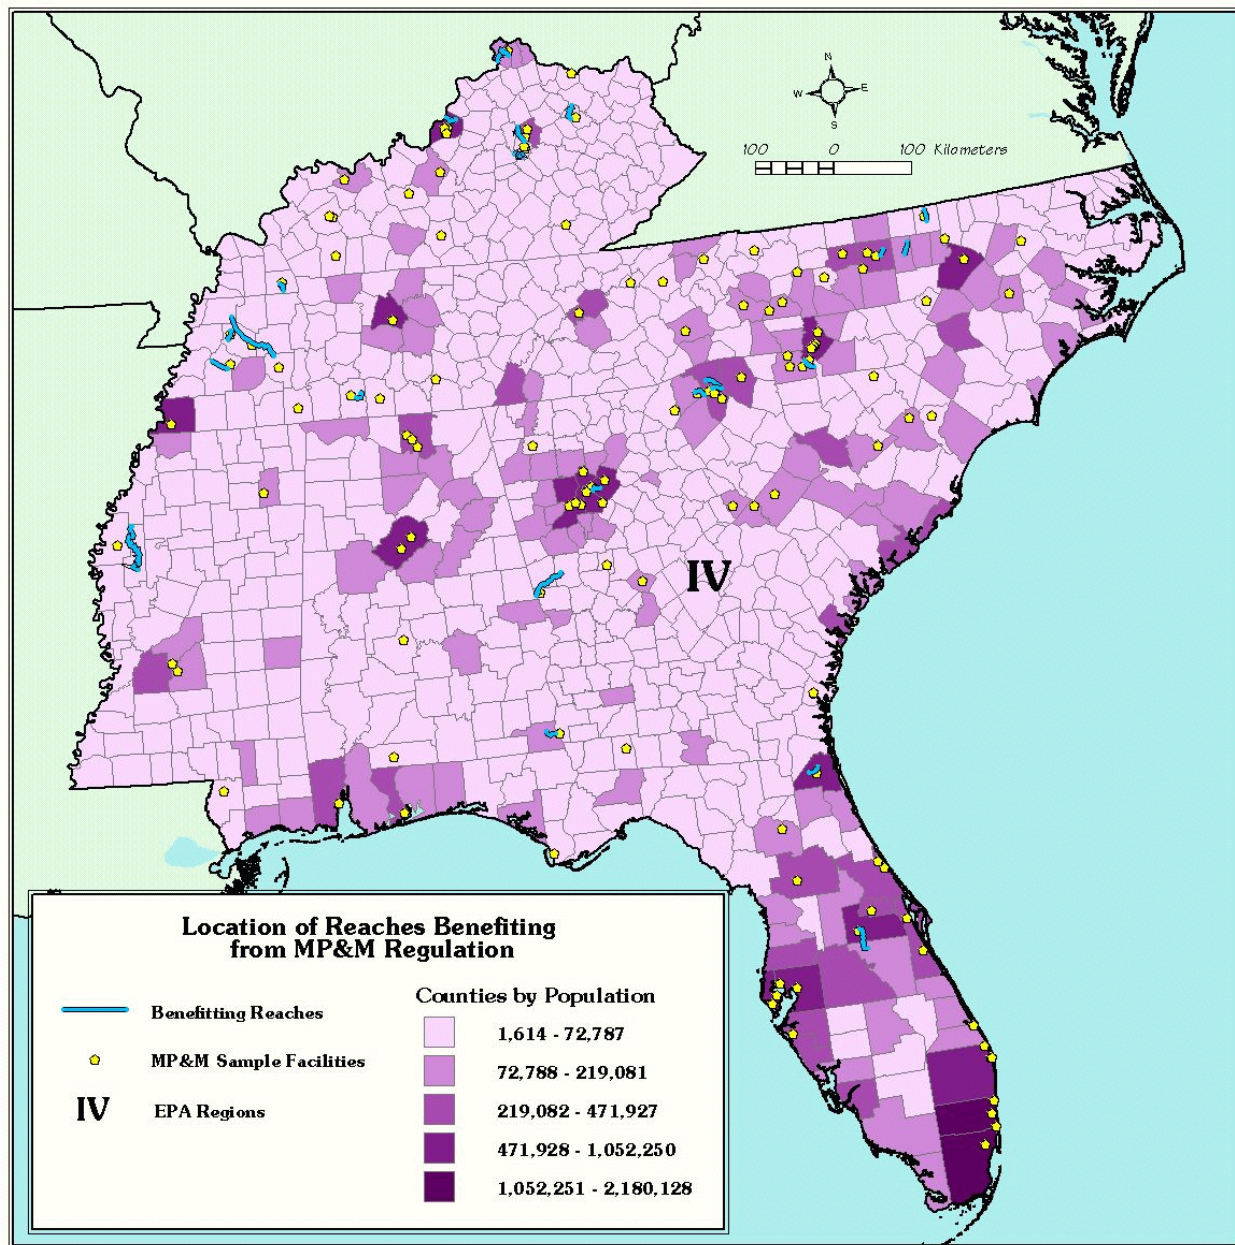 N
W E
S
100 0 100 Kilometers
IV
Location of Reaches Benefiting
from MP&M Regulation
Benefitting Reaches
MP&M Sample Facilities
IV EPA Regions
Counties by Population
1,614 - 72,787
72,788 - 219,081
219,082 - 471,927
471,928 - 1,052,250
1,052,251 - 2,180,128